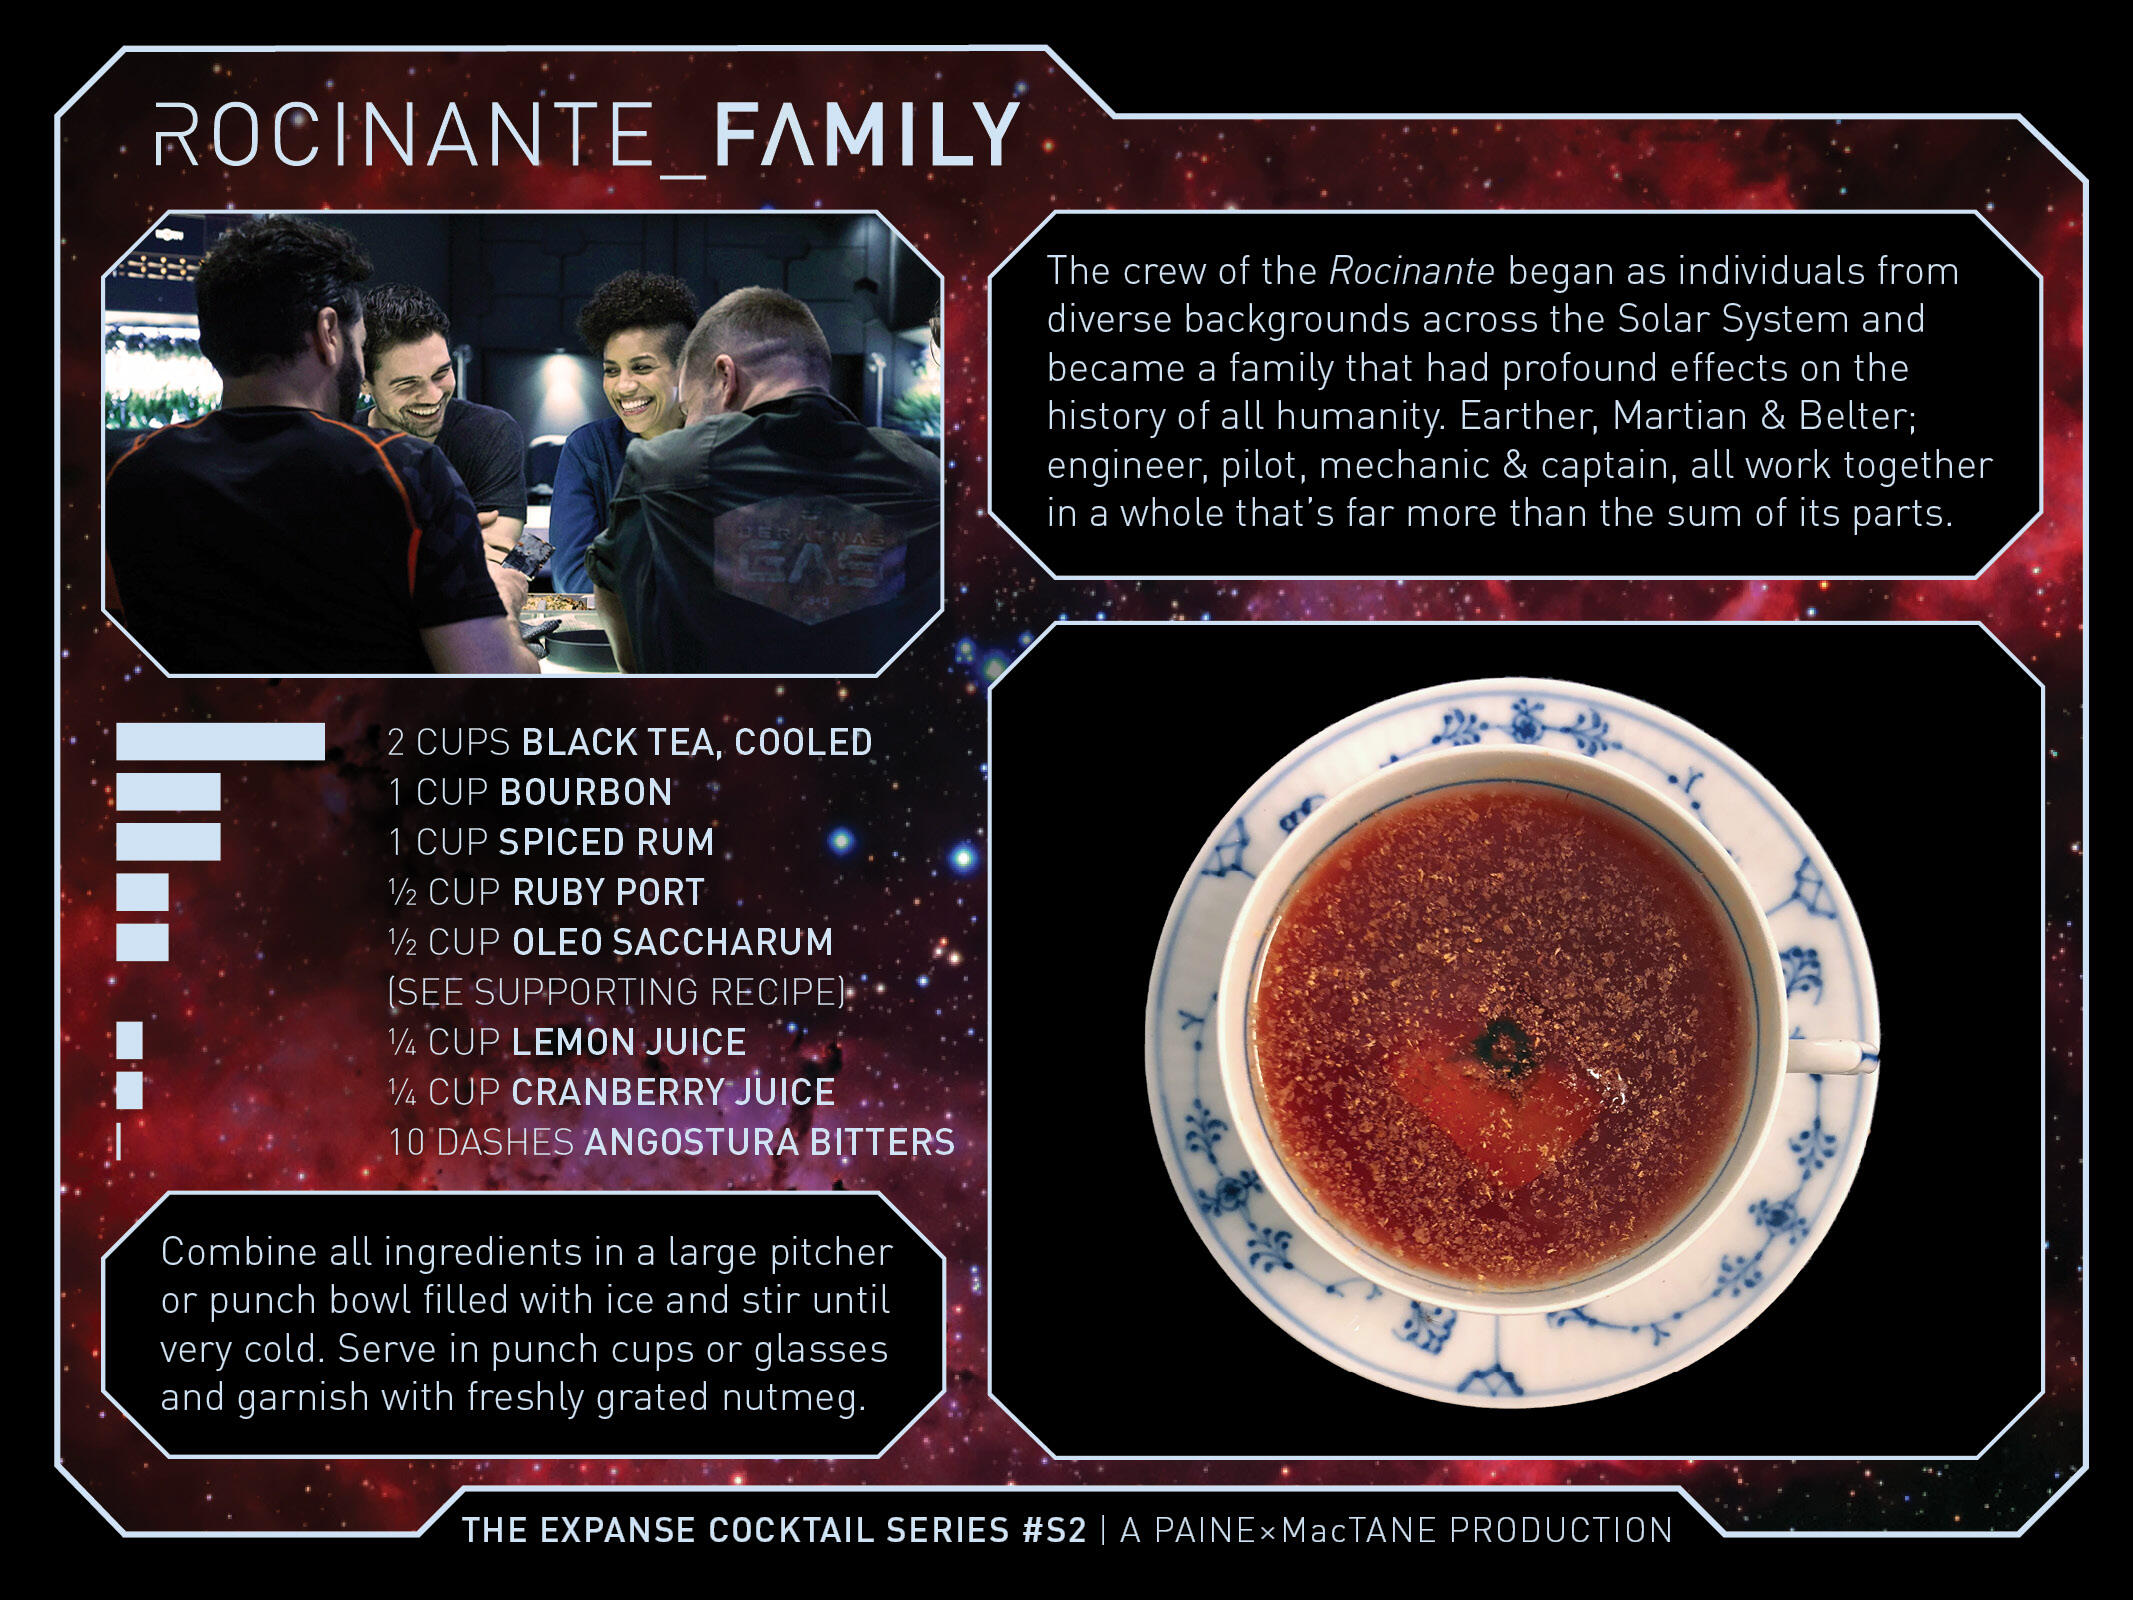 ROCINANTE_FAMILY
The crew of the Rocinante began as individuals from
diverse backgrounds across the Solar System and
became a family that had profound effects on the
history of all humanity. Earther, Martian & Belter;
engineer, pilot, mechanic & captain, all work together
in a whole that's far more than the sum of its parts.
BERATNAS
GAS
2 CUPS BLACK TEA, COOLED
1 CUP BOURBON
1 CUP SPICED RUM
½ CUP RUBY PORT
½ CUP OLEO SACCHARUM
(SEE SUPPORTING RECIPE)
¼ CUP LEMON JUICE
¼ CUP CRANBERRY JUICE
10 DASHES ANGOSTURA BITTERS
Combine all ingredients in a large pitcher
or punch bowl filled with ice and stir until
very cold. Serve in punch cups or glasses
and garnish with freshly grated nutmeg.
THE EXPANSE COCKTAIL SERIES #S2 | A PAINE×MacTANE PRODUCTION